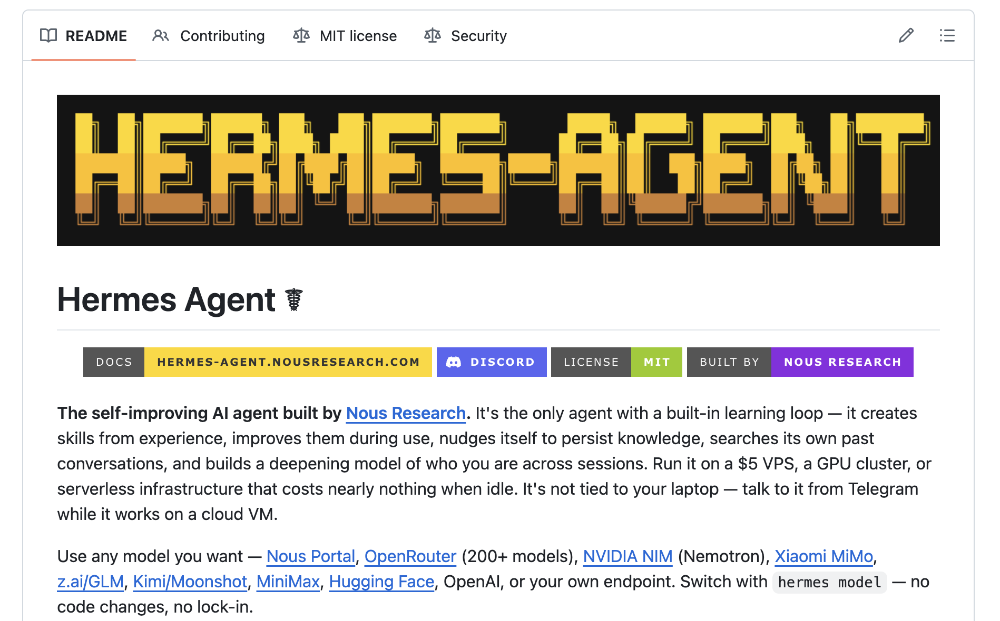 README Contributing MIT license Security
HERMES-AGENT
Hermes Agent ☤
DOCS HERMES-AGENT.NOUSRESEARCH.COM DISCORD LICENSE MIT BUILT BY NOUS RESEARCH
The self-improving AI agent built by Nous Research. It's the only agent with a built-in learning loop — it creates
skills from experience, improves them during use, nudges itself to persist knowledge, searches its own past
conversations, and builds a deepening model of who you are across sessions. Run it on a $5 VPS, a GPU cluster, or
serverless infrastructure that costs nearly nothing when idle. It's not tied to your laptop — talk to it from Telegram
while it works on a cloud VM.
Use any model you want — Nous Portal, OpenRouter (200+ models), NVIDIA NIM (Nemotron), Xiaomi MiMo,
z.ai/GLM, Kimi/Moonshot, MiniMax, Hugging Face, OpenAI, or your own endpoint. Switch with hermes model — no
code changes, no lock-in.